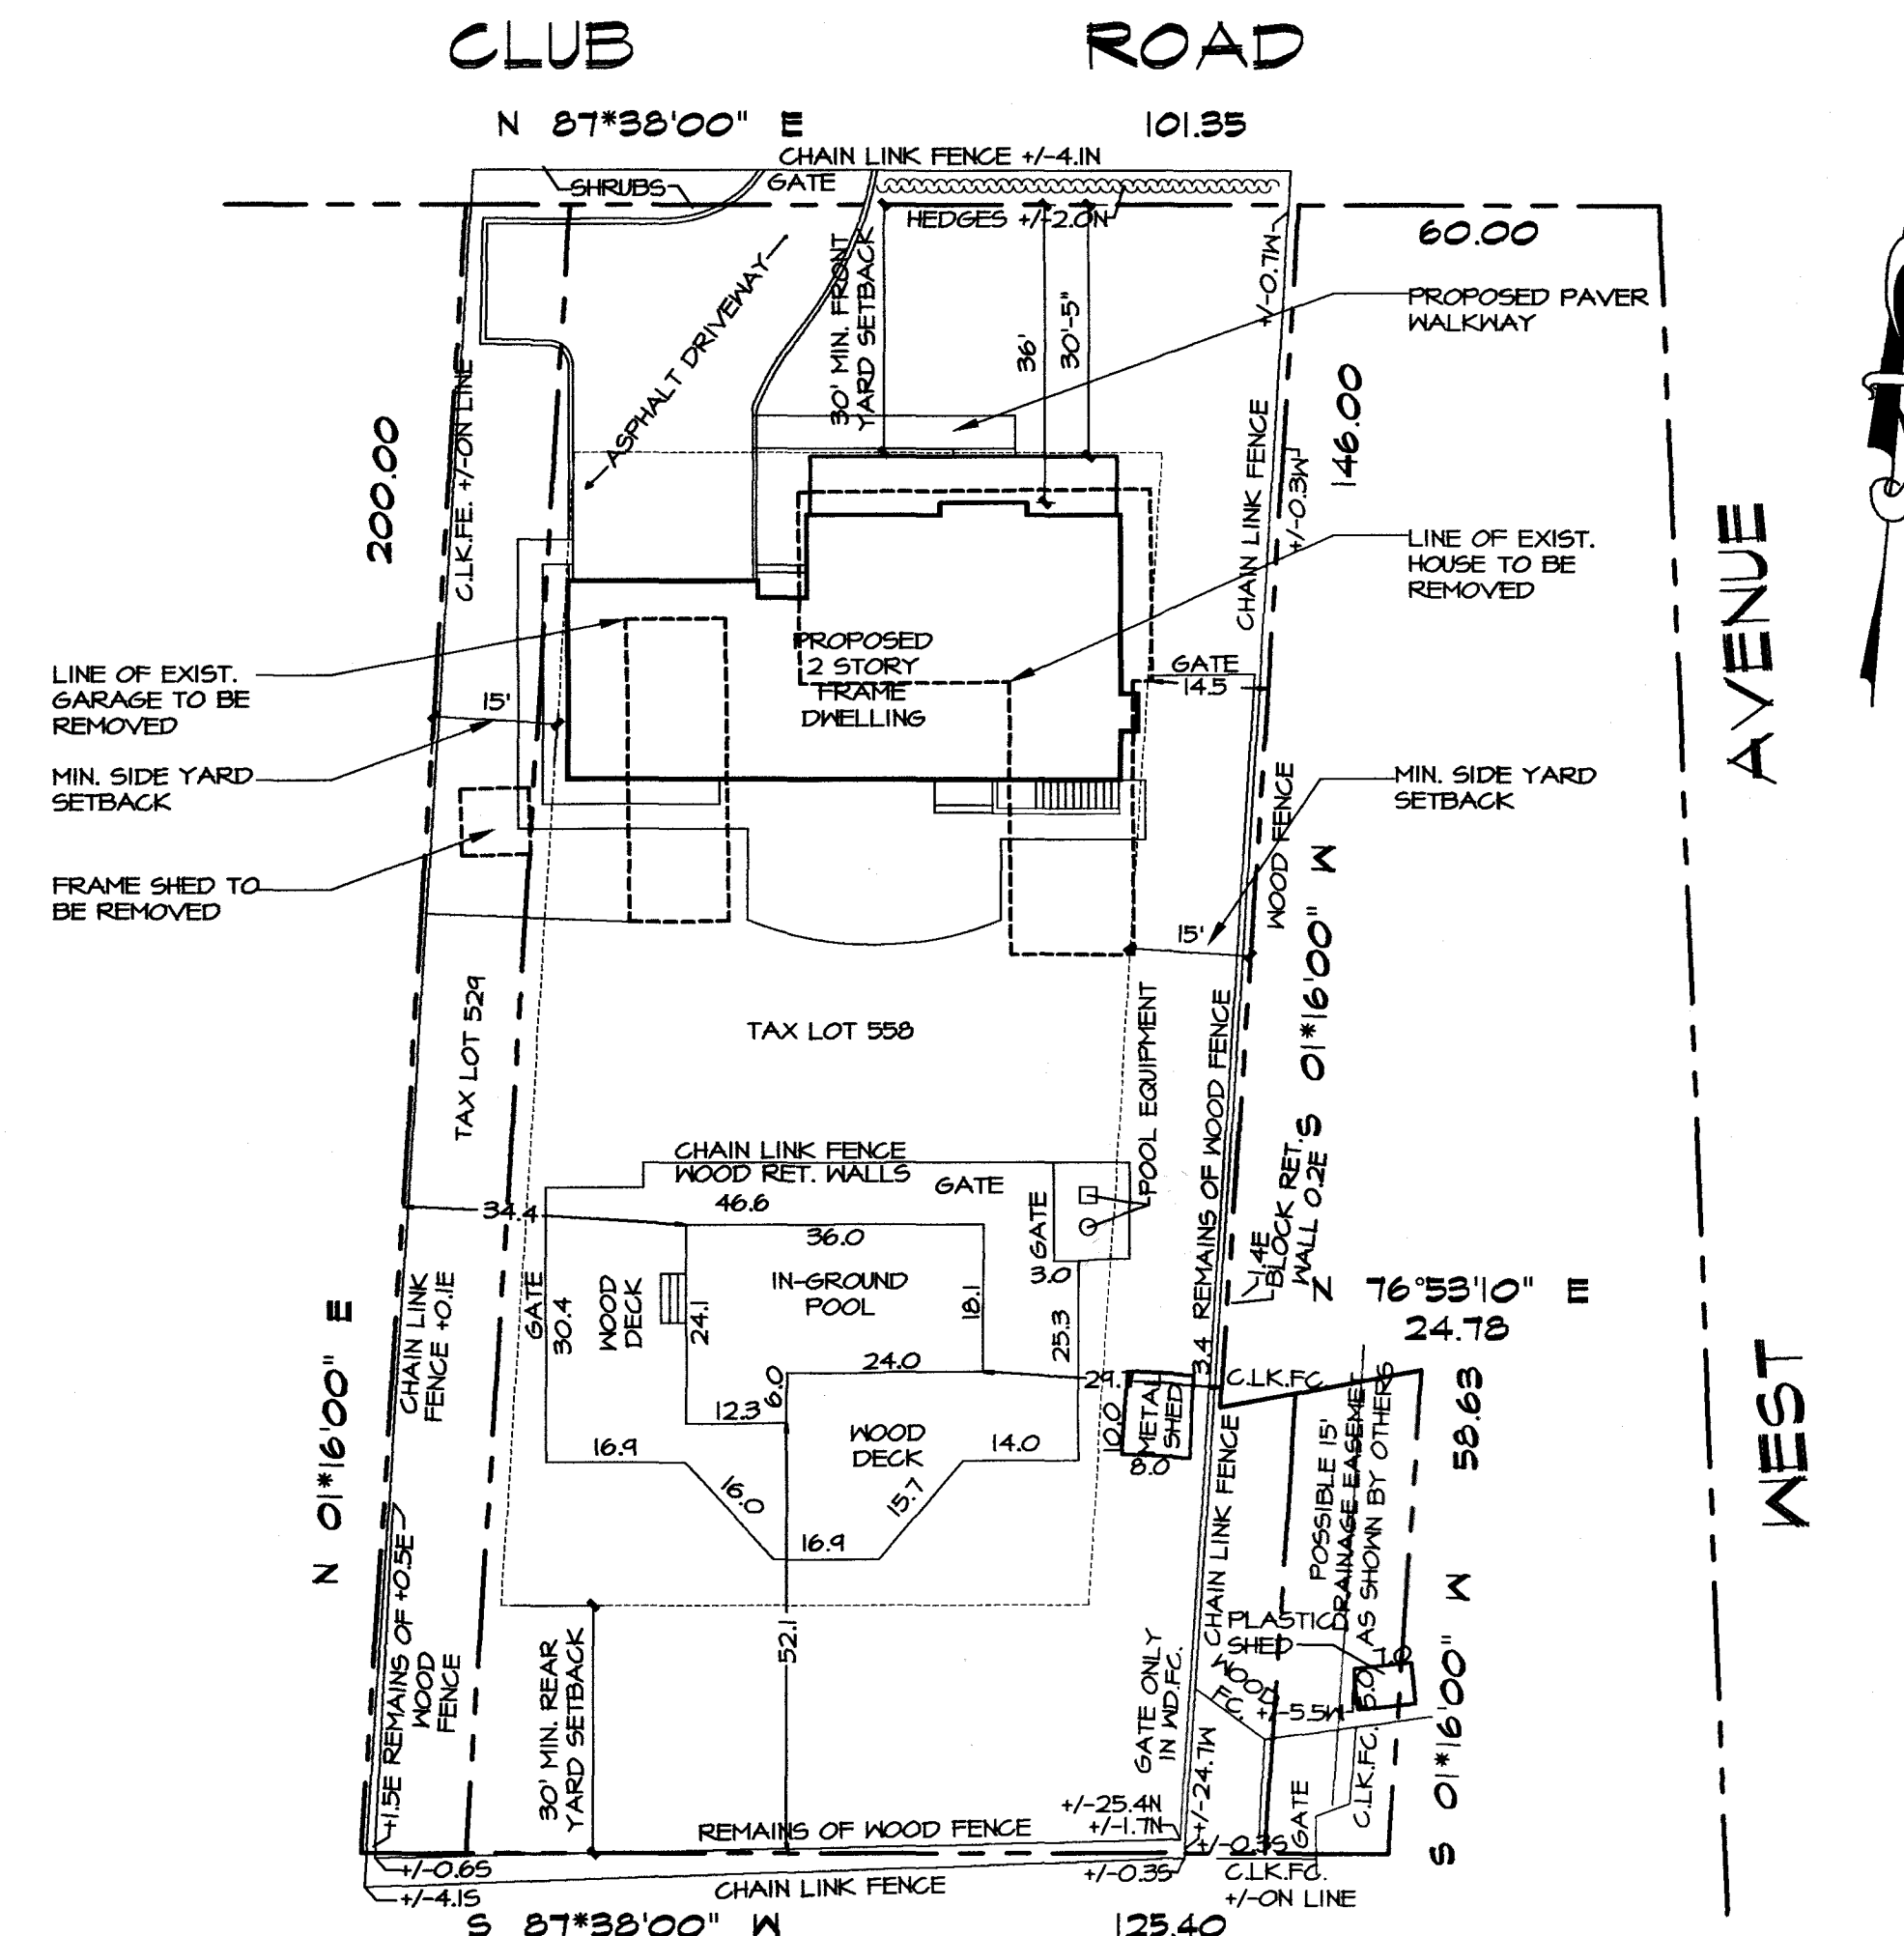 CLUB ROAD
N 87*38'00" E 101.35
CHAIN LINK FENCE +/-4.1N
SHRUBS
GATE
HEDGES +/-2.0N
60.00
+/-0.7W
30' MIN. FRONT
YARD SETBACK
36'
30'-5"
PROPOSED PAVER
WALKWAY
ASPHALT DRIVEWAY
200.00
C.LK.FE. +/-ON LINE
CHAIN LINK FENCE
146.00
+/-0.3W
LINE OF EXIST.
HOUSE TO BE
REMOVED
AVENUE
PROPOSED
2 STORY
FRAME
DWELLING
GATE
14.5
LINE OF EXIST.
GARAGE TO BE
REMOVED
15'
MIN. SIDE YARD
SETBACK
MIN. SIDE YARD
SETBACK
WOOD FENCE
FRAME SHED TO
BE REMOVED
15'
S 01*16'00" W
TAX LOT 529
TAX LOT 558
POOL EQUIPMENT
3.4 REMAINS OF WOOD FENCE
CHAIN LINK FENCE
WOOD RET. WALLS
GATE
46.6
34.4
36.0
GATE
1.4E
BLOCK RET.
WALL 0.2E
N 76°53'10" E
24.78
3.0
IN-GROUND
POOL
WOOD
DECK
GATE
30.4
24.1
18.1
25.3
CHAIN LINK
FENCE +0.1E
N 01*16'00" E
24.0
6.0
12.3
C.LK.FC.
METAL
SHED
10.0
8.0
58.63
WEST
16.9
WOOD
DECK
14.0
16.0
15.7
16.9
CHAIN LINK FENCE
POSSIBLE 15'
DRAINAGE EASEMET
AS SHOWN BY OTHERS
+1.5E REMAINS OF +0.5E
WOOD
FENCE
52.1
30' MIN. REAR
YARD SETBACK
GATE ONLY
IN WD.FC.
PLASTIC
SHED
WOOD
FC.
+/-5.5W
5.0
S 01*16'00" W
C.LK.FC.
GATE
+/-24.7W
+/-25.4N
+/-1.7N
REMAINS OF WOOD FENCE
+/-0.3S
+/-0.6S
+/-0.3S
C.LK.FC.
+/-ON LINE
+/-4.1S
CHAIN LINK FENCE
S 87*38'00" W 125.40